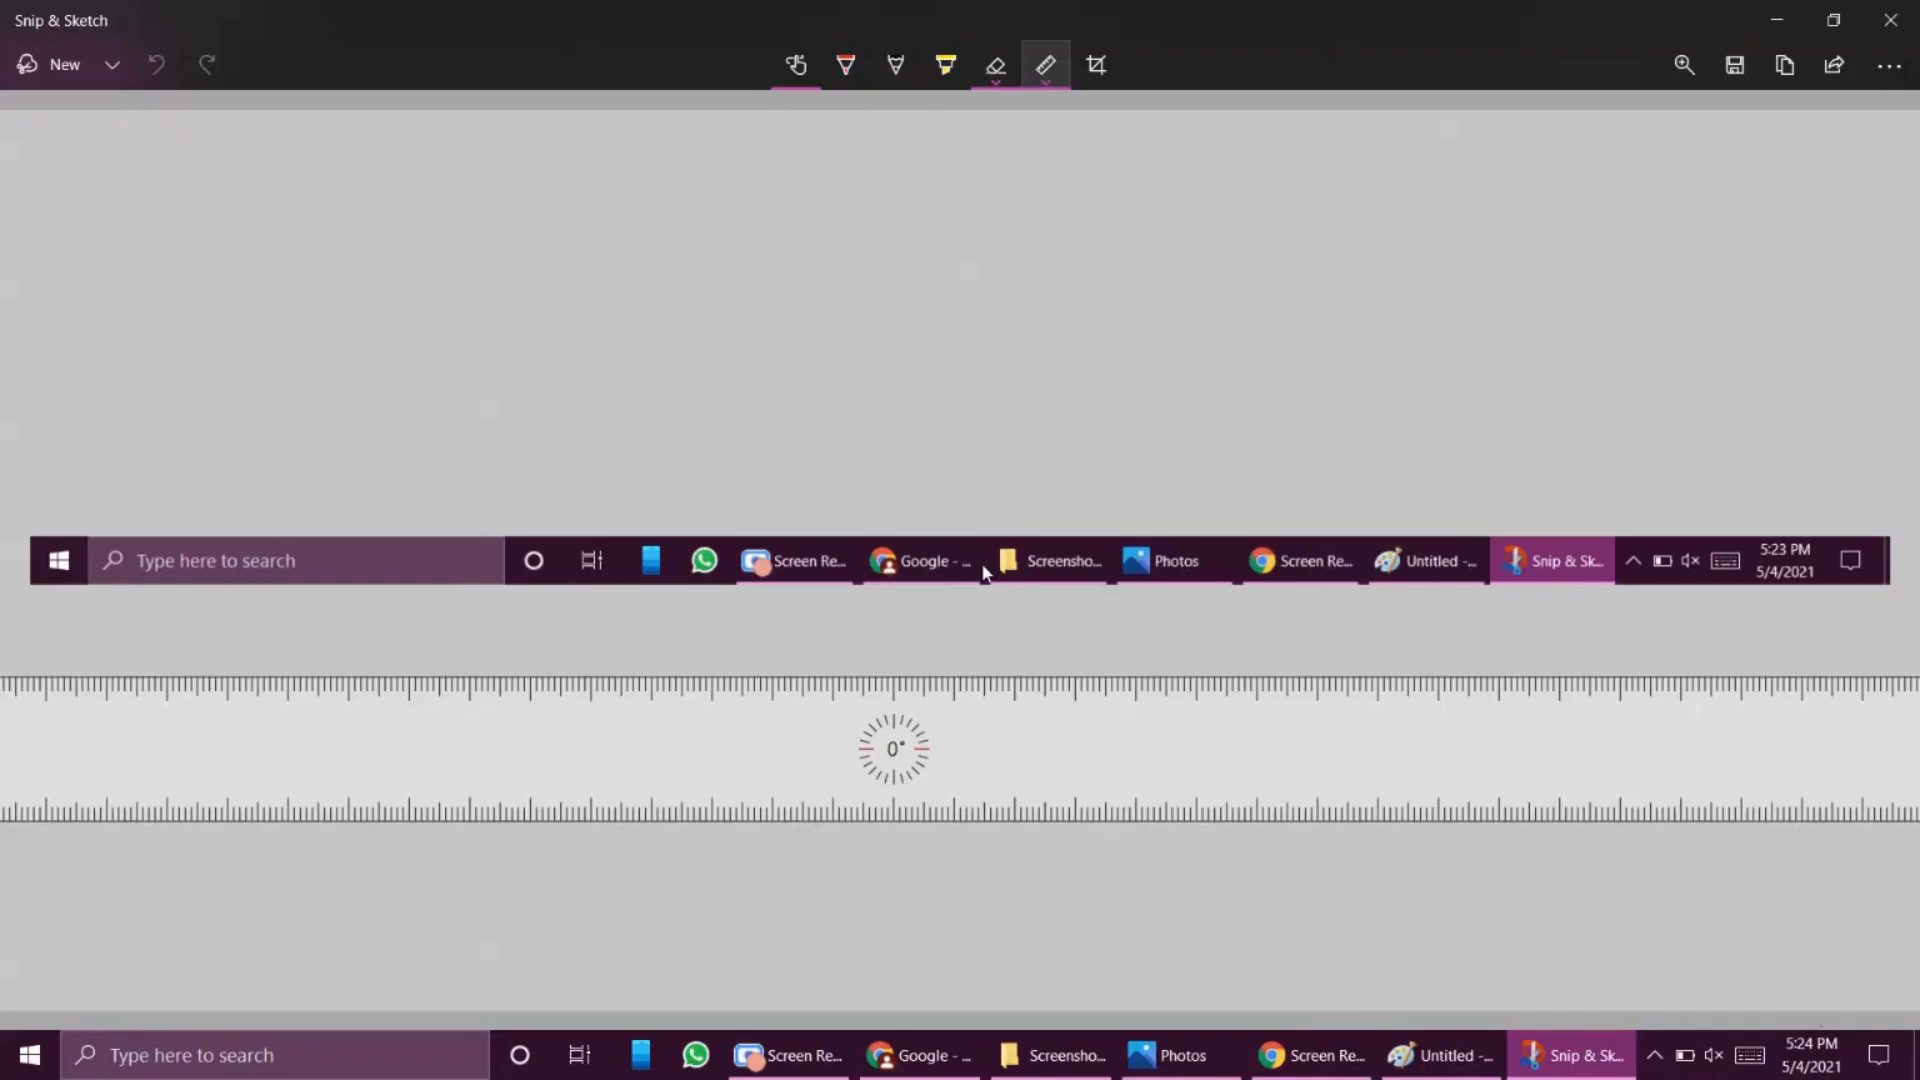 Snip & Sketch
New
Type here to search Screen Re... Google - ... Screensho... Photos Screen Re... Untitled -... Snip & Sk... 5:23 PM
5/4/2021
0°
Type here to search Screen Re... Google - ... Screensho... Photos Screen Re... Untitled -... Snip & Sk... 5:24 PM
5/4/2021